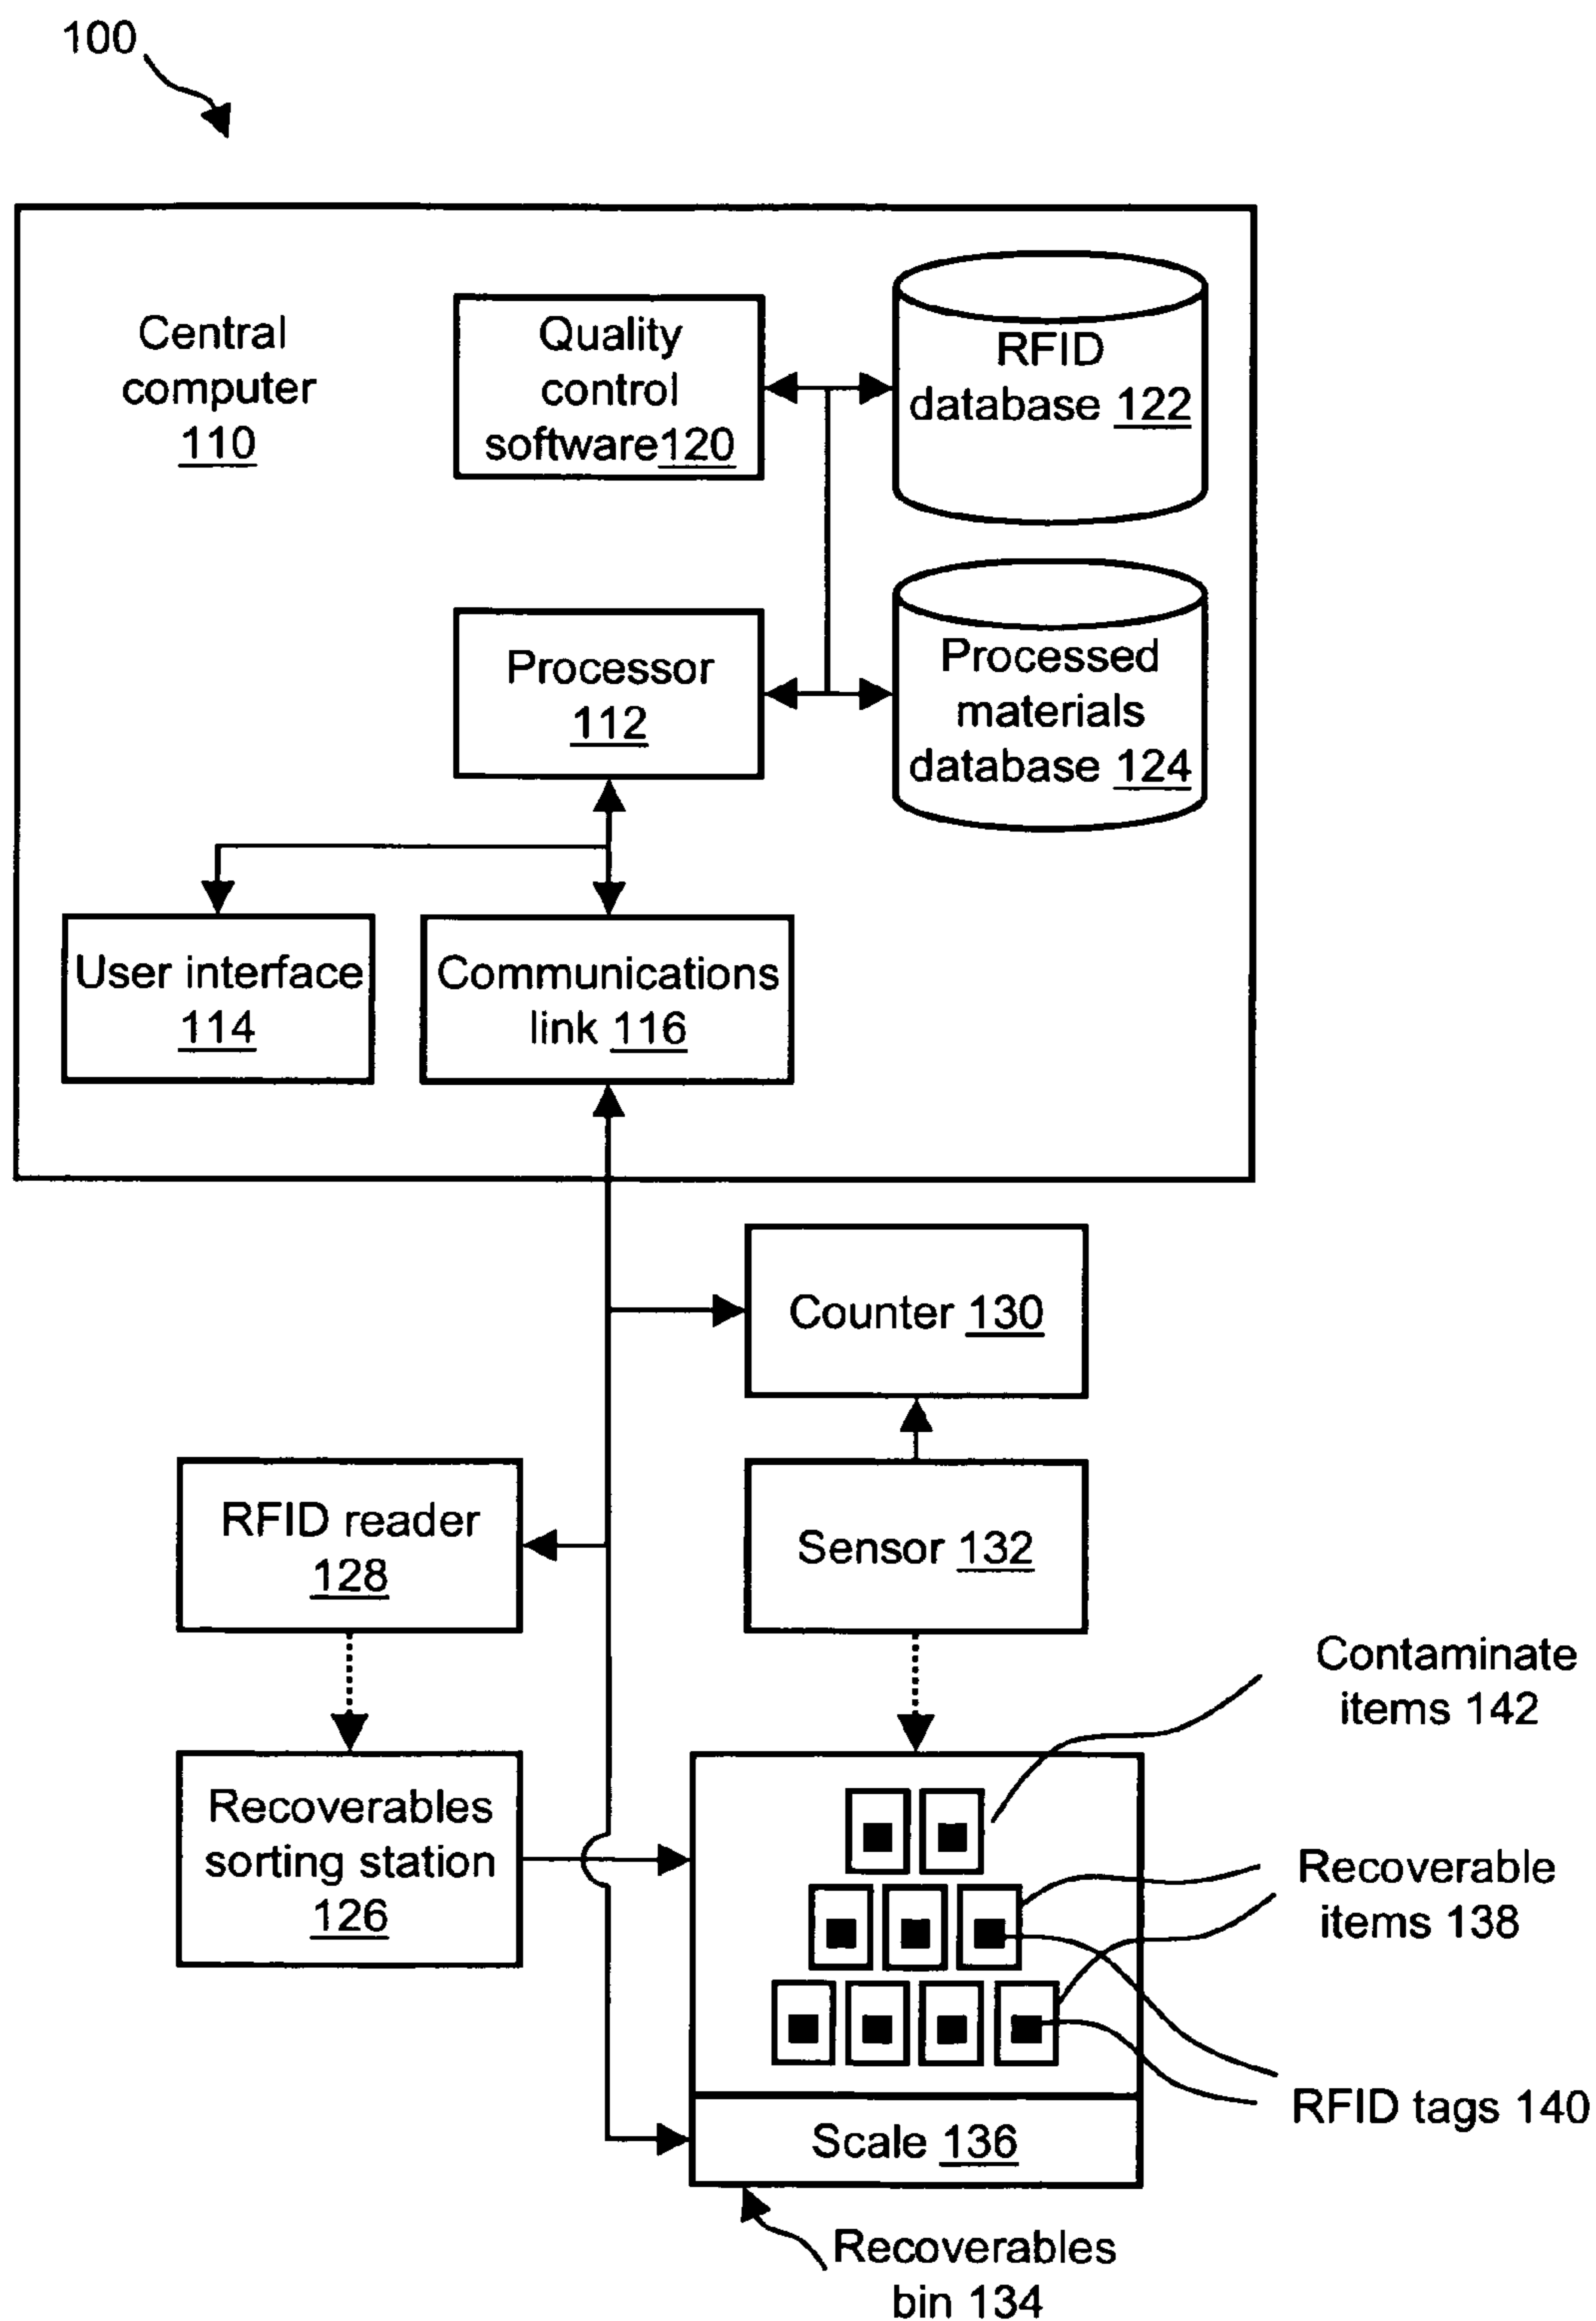 100
Central
computer
110
Quality
control
software120
RFID
database 122
Processor
112
Processed
materials
database 124
User interface
114
Communications
link 116
Counter 130
RFID reader
128
Sensor 132
Contaminate
items 142
Recoverables
sorting station
126
Recoverable
items 138
RFID tags 140
Scale 136
Recoverables
bin 134